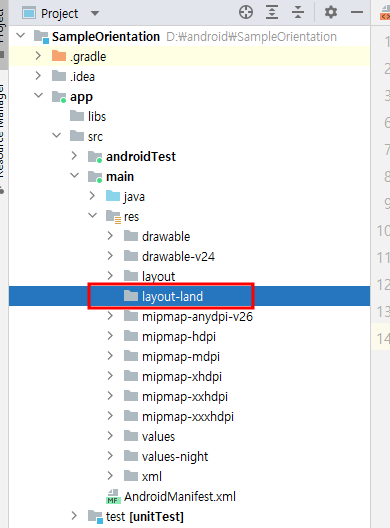 Project
SampleOrientation D:₩android₩SampleOrientation
.gradle
.idea
app
libs
src
androidTest
main
java
res
drawable
drawable-v24
layout
layout-land
mipmap-anydpi-v26
mipmap-hdpi
mipmap-mdpi
mipmap-xhdpi
mipmap-xxhdpi
mipmap-xxxhdpi
values
values-night
xml
MF AndroidManifest.xml
test [unitTest]
Project
Resource Manager
1
2
3
4
5
6
7
8
9
10
11
12
13
14